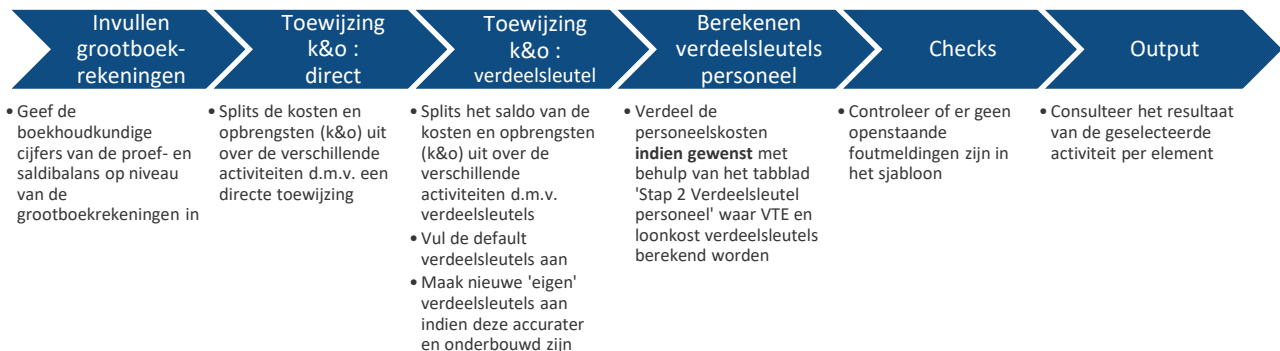 Invullen
grootboek-
rekeningen
Toewijzing
k&o :
direct
Toewijzing
k&o :
verdeelsleutel
Berekenen
verdeelsleutels
personeel
Checks
Output
• Geef de
boekhoudkundige
cijfers van de proef- en
saldibalans op niveau
van de
grootboekrekeningen in
• Splits de kosten en
opbrengsten (k&o) uit
over de verschillende
activiteiten d.m.v. een
directe toewijzing
• Splits het saldo van de
kosten en opbrengsten
(k&o) uit over de
verschillende
activiteiten d.m.v.
verdeelsleutels
• Vul de default
verdeelsleutels aan
• Maak nieuwe 'eigen'
verdeelsleutels aan
indien deze accurater
en onderbouwd zijn
• Verdeel de
personeelskosten
indien gewenst met
behulp van het tabblad
'Stap 2 Verdeelsleutel
personeel' waar VTE en
loonkost verdeelsleutels
berekend worden
• Controleer of er geen
openstaande
foutmeldingen zijn in
het sjabloon
• Consulteer het resultaat
van de geselecteerde
activiteit per element